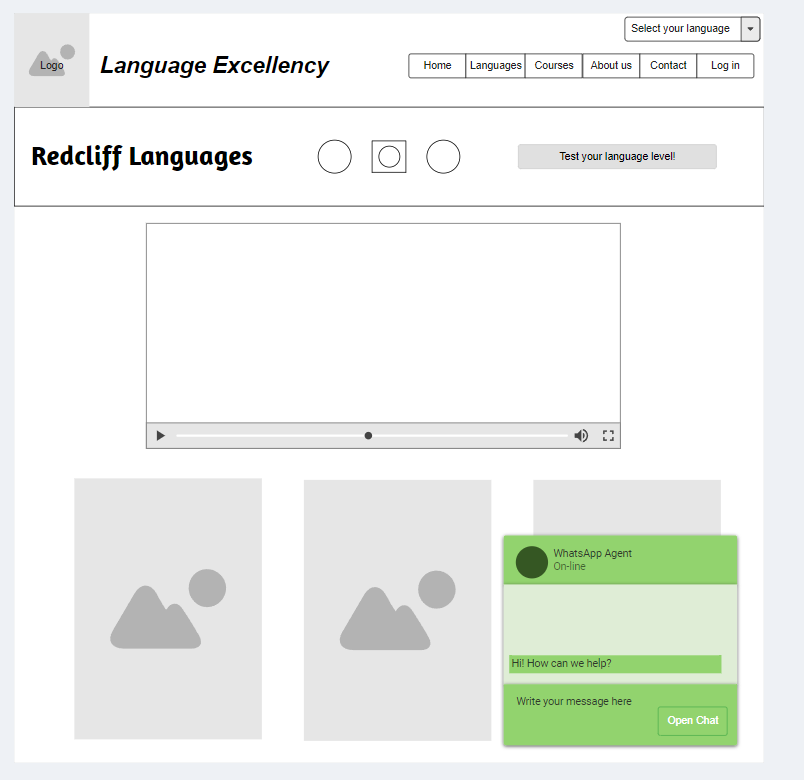 Select your language
Logo
Language Excellency
Home
Languages
Courses
About us
Contact
Log in
Redcliff Languages
Test your language level!
WhatsApp Agent
On-line
Hi! How can we help?
Write your message here
Open Chat